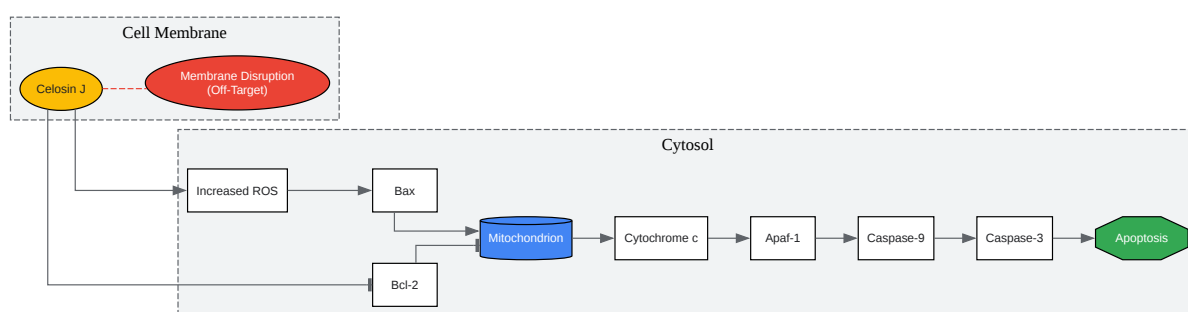 Cell Membrane
Celosin J
Membrane Disruption
(Off-Target)
Cytosol
Increased ROS
Bax
Mitochondrion
Cytochrome c
Apaf-1
Caspase-9
Caspase-3
Apoptosis
Bcl-2